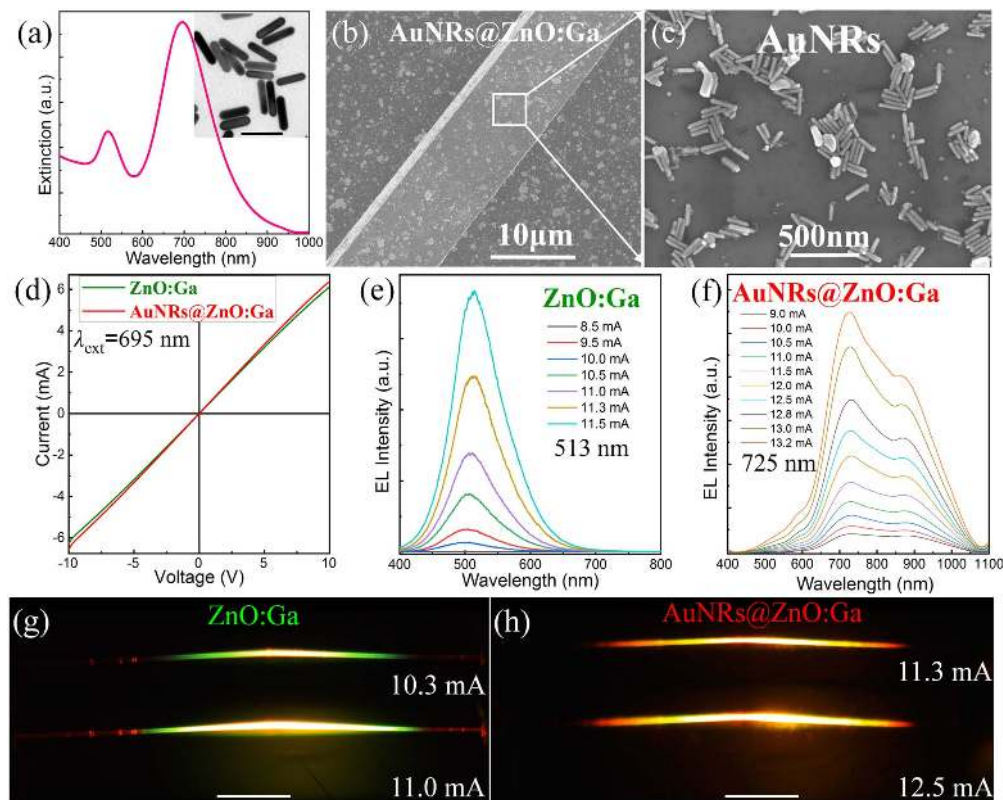 (a)
Extinction (a.u.)
400 500 600 700 800 900 1000
Wavelength (nm)
(b)
AuNRs@ZnO:Ga
10μm
(c)
AuNRs
500nm
(d)
ZnO:Ga
AuNRs@ZnO:Ga
λext=695 nm
6
4
2
0
-2
-4
-6
Current (mA)
-10 -5 0 5 10
Voltage (V)
(e)
ZnO:Ga
8.5 mA
9.5 mA
10.0 mA
10.5 mA
11.0 mA
11.3 mA
11.5 mA
513 nm
EL Intensity (a.u.)
400 500 600 700 800
Wavelength (nm)
(f)
AuNRs@ZnO:Ga
9.0 mA
10.0 mA
10.5 mA
11.0 mA
11.5 mA
12.0 mA
12.5 mA
12.8 mA
13.0 mA
13.2 mA
725 nm
EL Intensity (a.u.)
400 500 600 700 800 900 1000 1100
Wavelength (nm)
(g)
ZnO:Ga
10.3 mA
11.0 mA
(h)
AuNRs@ZnO:Ga
11.3 mA
12.5 mA